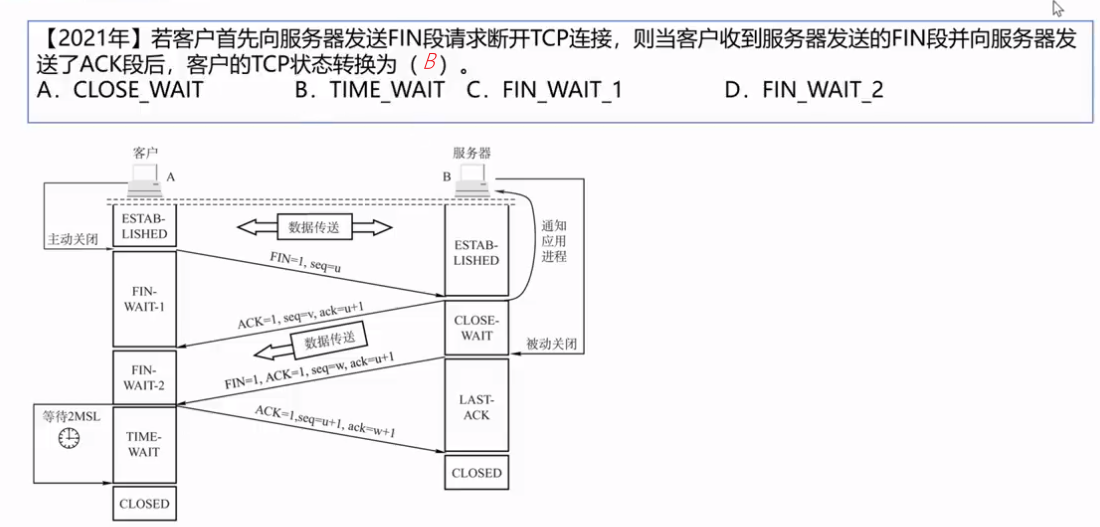 【2021年】若客户首先向服务器发送FIN段请求断开TCP连接，则当客户收到服务器发送的FIN段并向服务器发
送了ACK段后，客户的TCP状态转换为（B）。
A．CLOSE_WAIT B．TIME_WAIT C．FIN_WAIT_1 D．FIN_WAIT_2
客户 服务器
A B
ESTAB-
LISHED
数据传送
通知
应用
进程
主动关闭
ESTAB-
LISHED
FIN=1, seq=u
FIN-
WAIT-1
ACK=1, seq=v, ack=u+1
CLOSE-
WAIT
数据传送
被动关闭
FIN-
WAIT-2
FIN=1, ACK=1, seq=w, ack=u+1
LAST-
ACK
等待2MSL
ACK=1,seq=u+1, ack=w+1
TIME-
WAIT
CLOSED
CLOSED